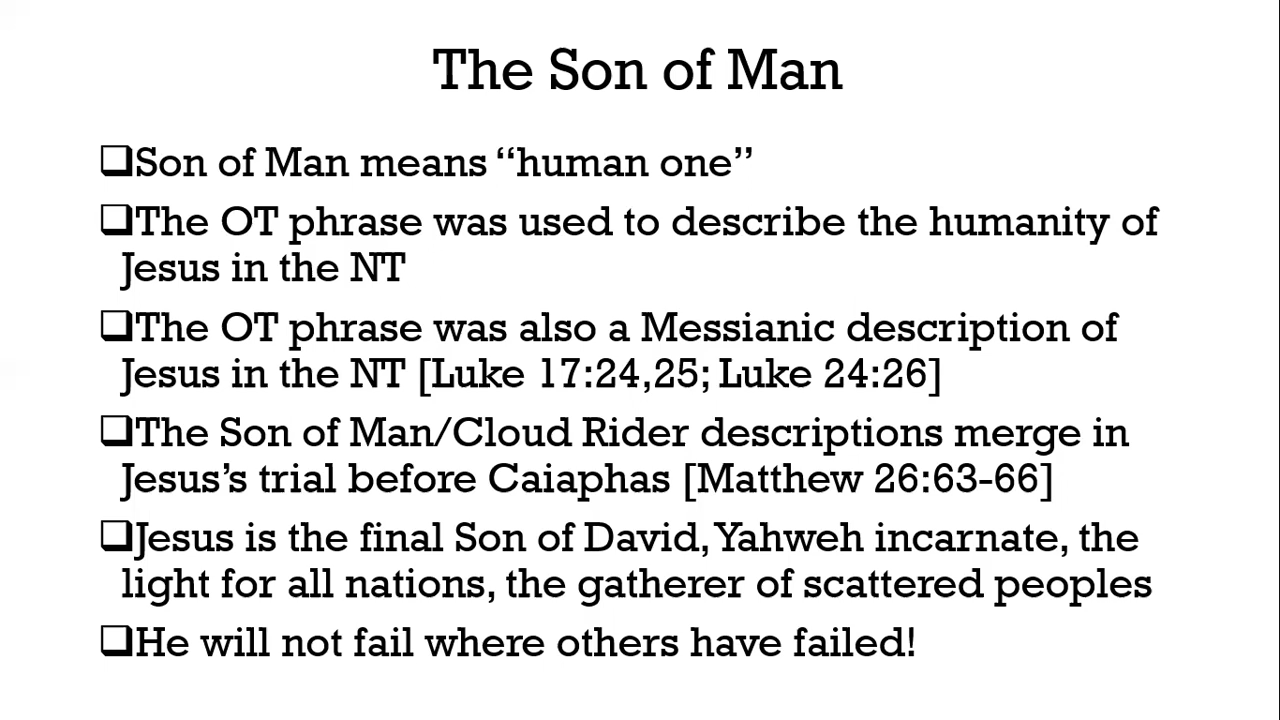 The Son of Man
❑Son of Man means “human one”
❑The OT phrase was used to describe the humanity of
Jesus in the NT
❑The OT phrase was also a Messianic description of
Jesus in the NT [Luke 17:24,25; Luke 24:26]
❑The Son of Man/Cloud Rider descriptions merge in
Jesus’s trial before Caiaphas [Matthew 26:63-66]
❑Jesus is the final Son of David, Yahweh incarnate, the
light for all nations, the gatherer of scattered peoples
❑He will not fail where others have failed!